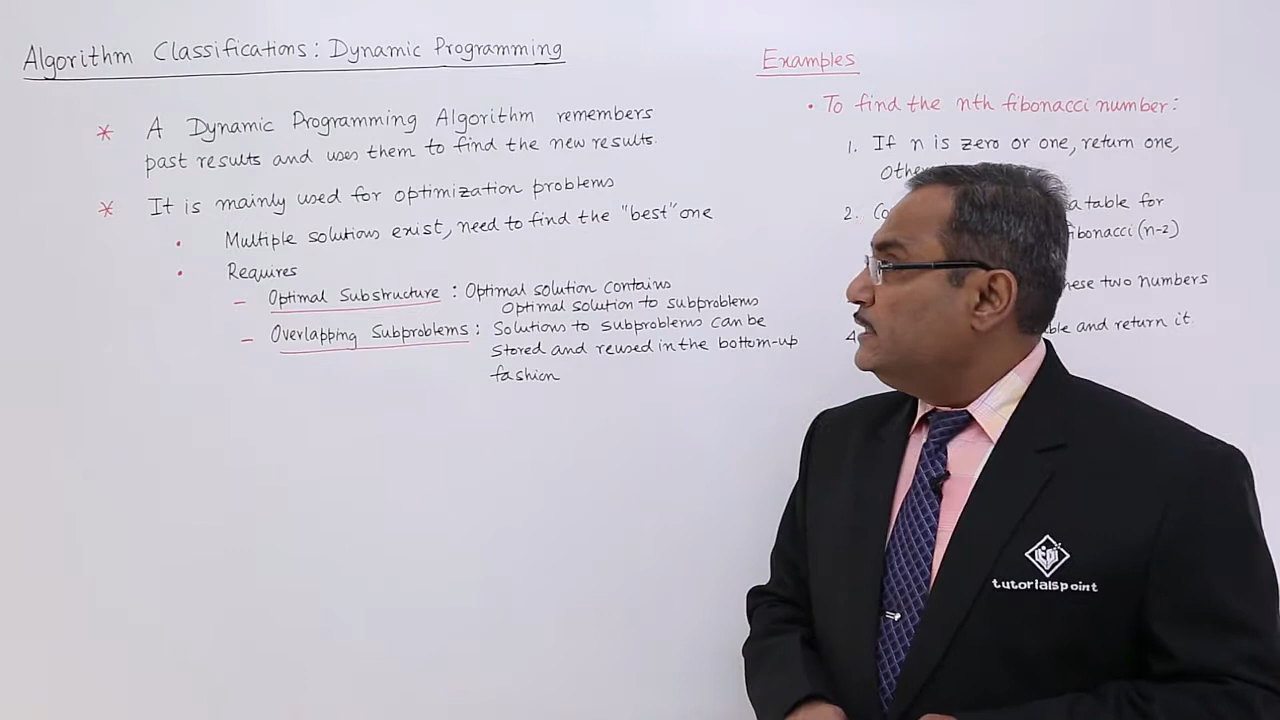 Algorithm Classifications: Dynamic Programming
* A Dynamic Programming Algorithm remembers
past results and uses them to find the new results.
* It is mainly used for optimization problems
• Multiple solutions exist, need to find the "best" one
• Requires
– Optimal Substructure : Optimal solution contains
Optimal solution to subproblems
– Overlapping Subproblems : Solutions to subproblems can be
stored and reused in the bottom-up
fashion
Examples
• To find the nth fibonacci number:
1. If n is zero or one, return one,
2. a table for
fibonacci (n-2)
these two numbers
4 and return it.
tutorialspoint